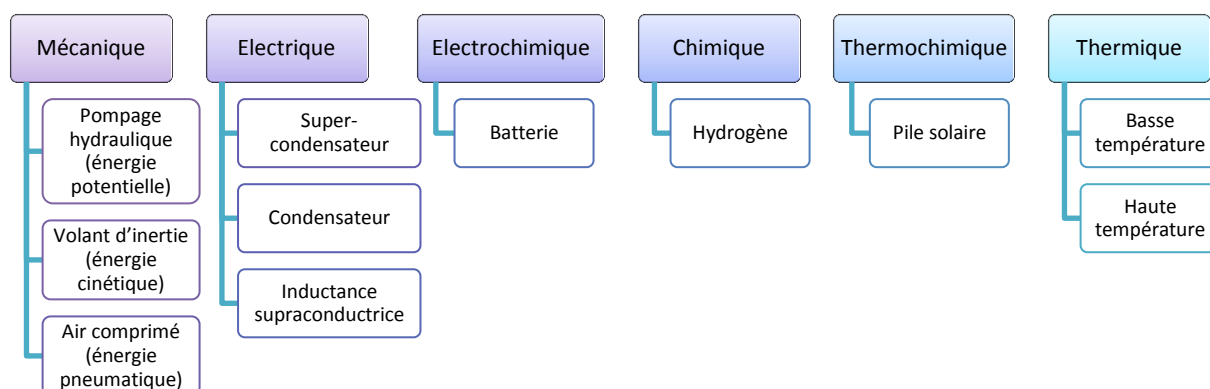 Mécanique
Pompage
hydraulique
(énergie
potentielle)
Volant d'inertie
(énergie
cinétique)
Air comprimé
(énergie
pneumatique)
Electrique
Super-
condensateur
Condensateur
Inductance
supraconductrice
Electrochimique
Batterie
Chimique
Hydrogène
Thermochimique
Pile solaire
Thermique
Basse
température
Haute
température